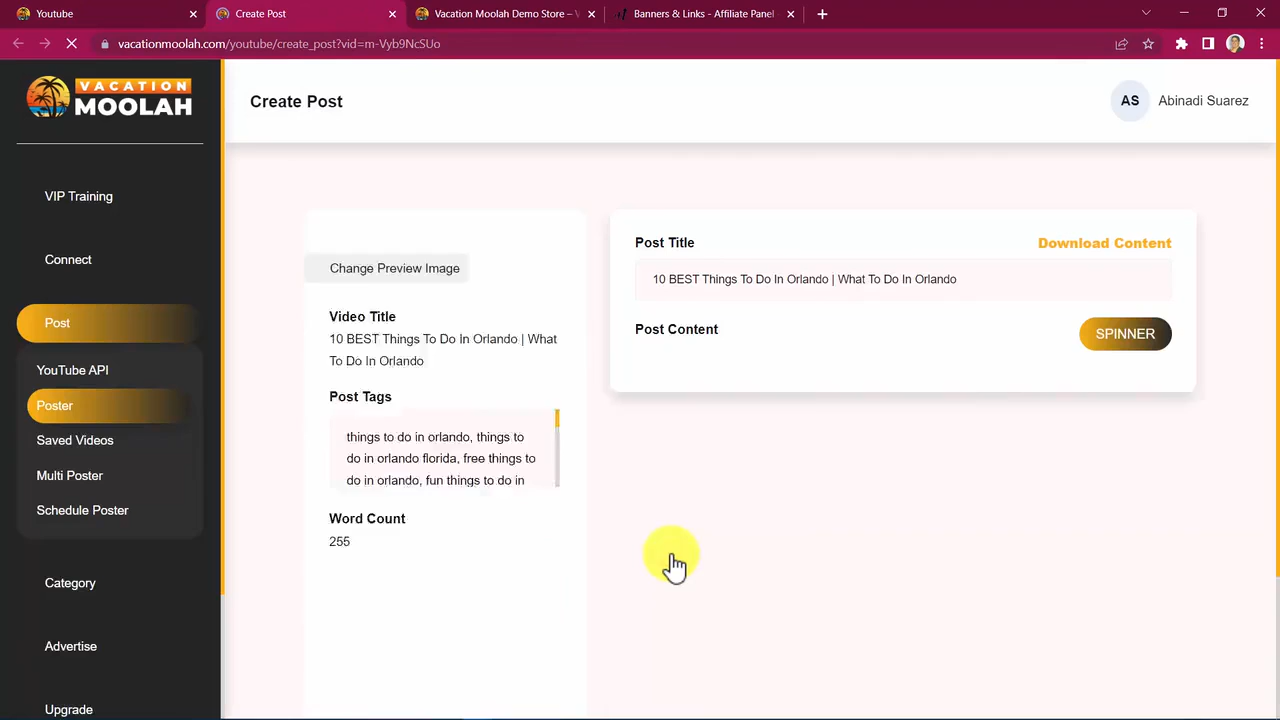 Youtube
Create Post
Vacation Moolah Demo Store – V
Banners & Links - Affiliate Panel
vacationmoolah.com/youtube/create_post?vid=m-Vyb9NcSUo
VACATION
MOOLAH
Create Post
AS
Abinadi Suarez
VIP Training
Connect
Post
YouTube API
Poster
Saved Videos
Multi Poster
Schedule Poster
Category
Advertise
Upgrade
Change Preview Image
Video Title
10 BEST Things To Do In Orlando | What
To Do In Orlando
Post Tags
things to do in orlando, things to
do in orlando florida, free things to
do in orlando, fun things to do in
Word Count
255
Post Title
Download Content
10 BEST Things To Do In Orlando | What To Do In Orlando
Post Content
SPINNER